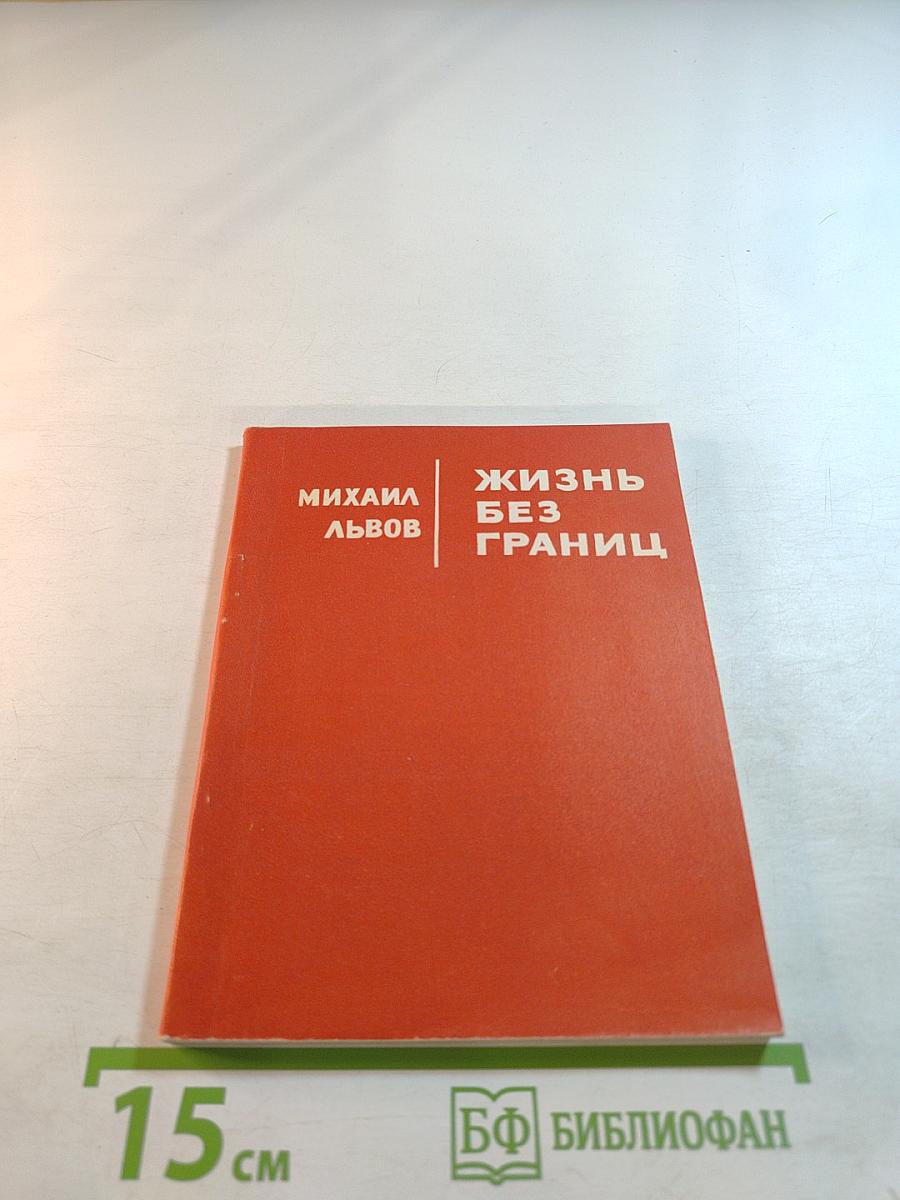 МИХАИЛ
ЛЬВОВ
ЖИЗНЬ
БЕЗ
ГРАНИЦ
15 см
БФ БИБЛИОФАН